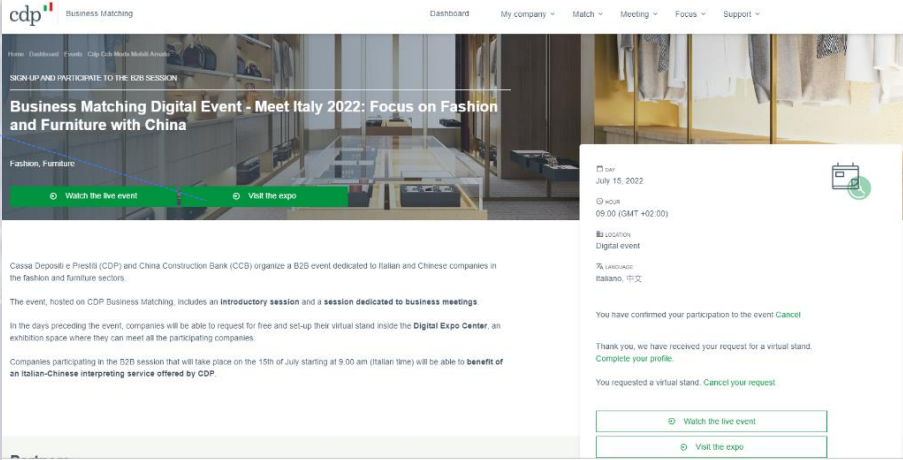 cdp Business Matching
Dashboard My company Match Meeting Focus Support
Home Dashboard Events Cdp Ccb Moda Mobili Arredo
SIGN-UP AND PARTICIPATE TO THE B2B SESSION
Business Matching Digital Event - Meet Italy 2022: Focus on Fashion
and Furniture with China
Fashion, Furniture
Watch the live event Visit the expo
Cassa Depositi e Prestiti (CDP) and China Construction Bank (CCB) organize a B2B event dedicated to Italian and Chinese companies in
the fashion and furniture sectors.
The event, hosted on CDP Business Matching, includes an introductory session and a session dedicated to business meetings.
In the days preceding the event, companies will be able to request for free and set-up their virtual stand inside the Digital Expo Center, an
exhibition space where they can meet all the participating companies.
Companies participating in the B2B session that will take place on the 15th of July starting at 9.00 am (Italian time) will be able to benefit of
an Italian-Chinese interpreting service offered by CDP.
DAY
July 15, 2022
HOUR
09:00 (GMT +02:00)
LOCATION
Digital event
LANGUAGE
Italiano, 中文
You have confirmed your participation to the event Cancel
Thank you, we have received your request for a virtual stand.
Complete your profile.
You requested a virtual stand. Cancel your request
Watch the live event
Visit the expo